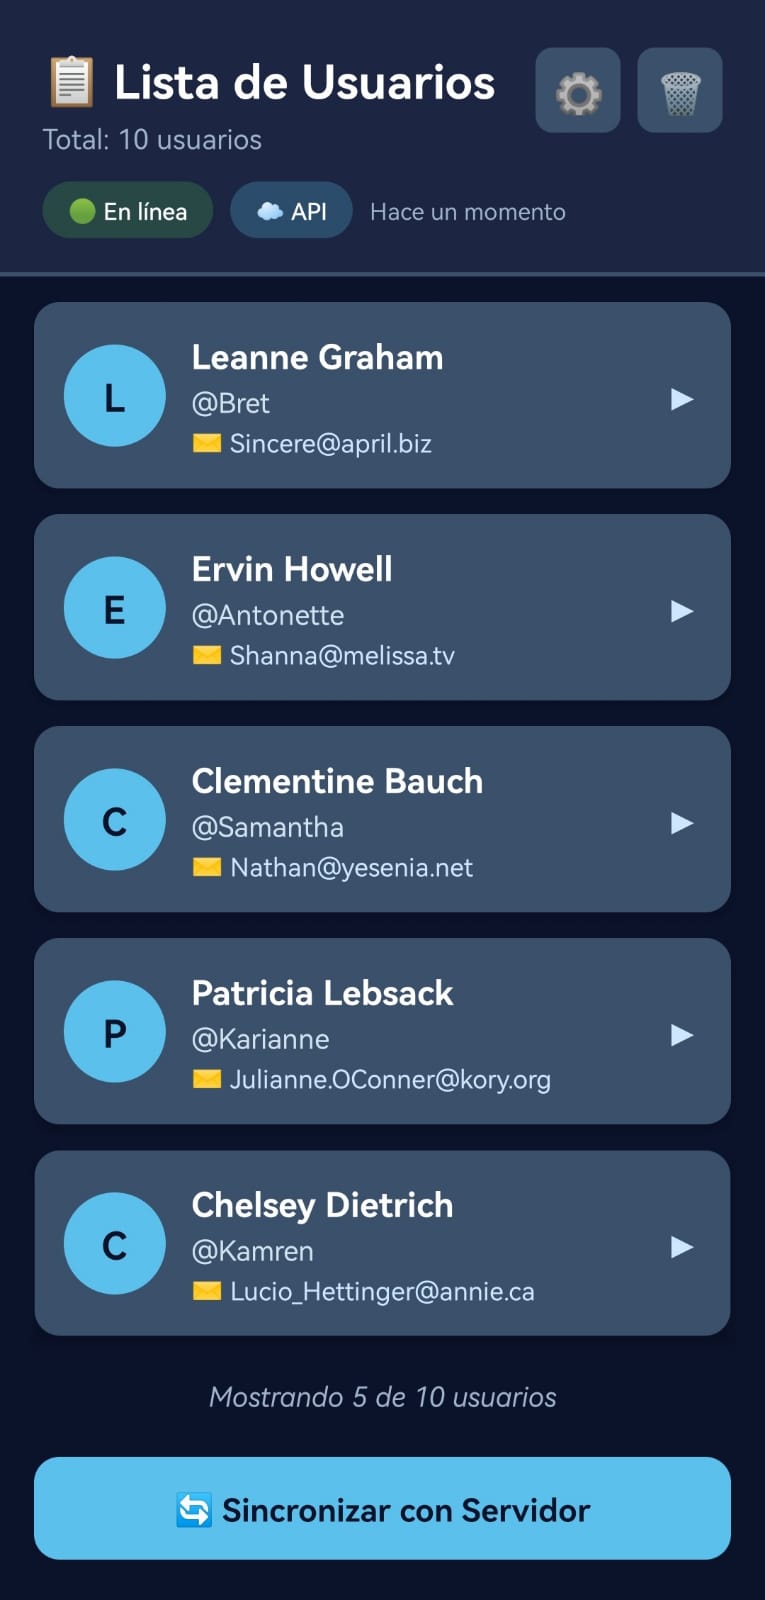 Lista de Usuarios
Total: 10 usuarios
En línea
API
Hace un momento
L
Leanne Graham
@Bret
Sincere@april.biz
E
Ervin Howell
@Antonette
Shanna@melissa.tv
C
Clementine Bauch
@Samantha
Nathan@yesenia.net
P
Patricia Lebsack
@Karianne
Julianne.OConner@kory.org
C
Chelsey Dietrich
@Kamren
Lucio_Hettinger@annie.ca
Mostrando 5 de 10 usuarios
Sincronizar con Servidor